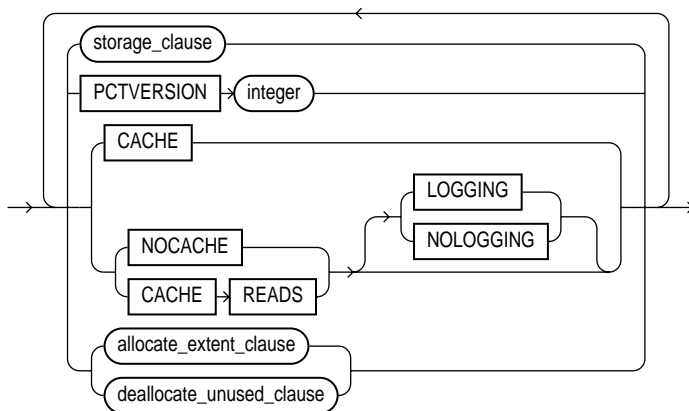 storage_clause
PCTVERSION integer
CACHE
LOGGING
NOLOGGING
NOCACHE
CACHE READS
allocate_extent_clause
deallocate_unused_clause